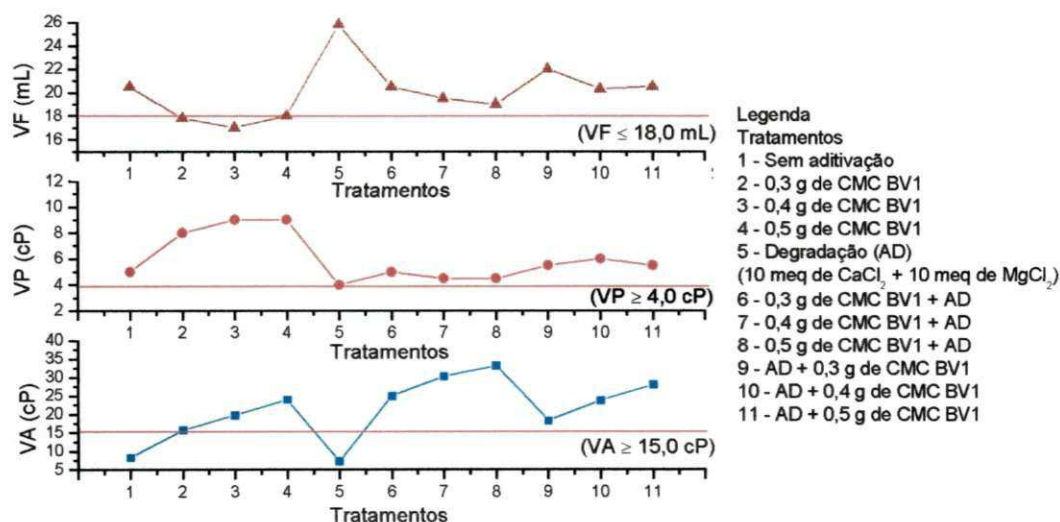 26
24
22
20
18
16
VF (mL)
(VF ≤ 18,0 mL)
1 2 3 4 5 6 7 8 9 10 11
Tratamentos
12
10
8
6
4
2
VP (cP)
(VP ≥ 4,0 cP)
1 2 3 4 5 6 7 8 9 10 11
Tratamentos
40
35
30
25
20
15
10
5
VA (cP)
(VA ≥ 15,0 cP)
1 2 3 4 5 6 7 8 9 10 11
Tratamentos
Legenda
Tratamentos
1 - Sem aditivação
2 - 0,3 g de CMC BV1
3 - 0,4 g de CMC BV1
4 - 0,5 g de CMC BV1
5 - Degradação (AD)
(10 meq de CaCl₂ + 10 meq de MgCl₂)
6 - 0,3 g de CMC BV1 + AD
7 - 0,4 g de CMC BV1 + AD
8 - 0,5 g de CMC BV1 + AD
9 - AD + 0,3 g de CMC BV1
10 - AD + 0,4 g de CMC BV1
11 - AD + 0,5 g de CMC BV1